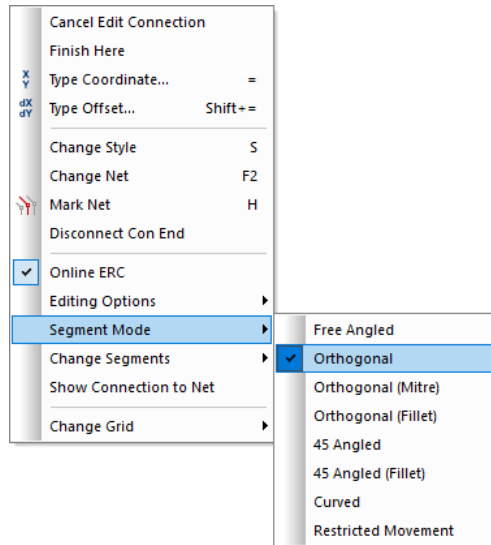 Cancel Edit Connection
Finish Here
X
Y
Type Coordinate... =
dX
dY
Type Offset... Shift+=
Change Style S
Change Net F2
Mark Net H
Disconnect Con End
Online ERC
Editing Options
Segment Mode
Change Segments
Show Connection to Net
Change Grid
Free Angled
Orthogonal
Orthogonal (Mitre)
Orthogonal (Fillet)
45 Angled
45 Angled (Fillet)
Curved
Restricted Movement